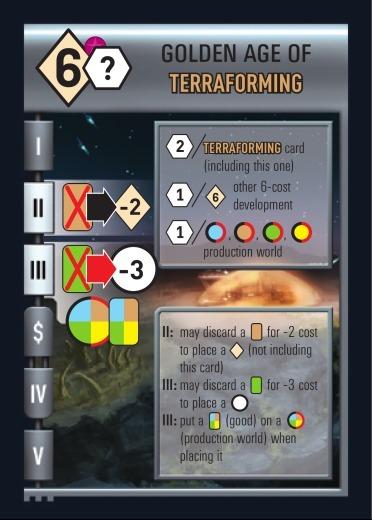 6 ?
GOLDEN AGE OF
TERRAFORMING
I
II
III
$
IV
V
-2
-3
2 / TERRAFORMING card
(including this one)
1 / 6 other 6-cost
development
1 / , , ,
production world
II: may discard a for -2 cost
to place a (not including
this card)
III: may discard a for -3 cost
to place a
III: put a (good) on a
(production world) when
placing it